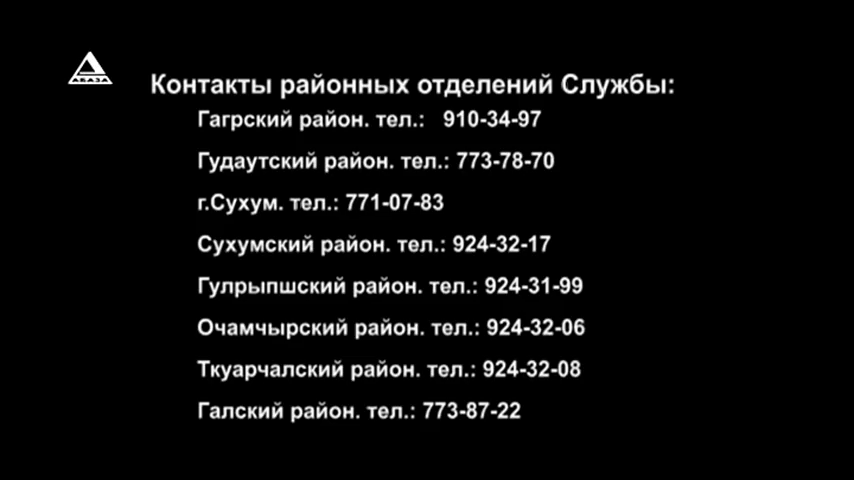 АБАЗА
Контакты районных отделений Службы:
Гагрский район. тел.: 910-34-97
Гудаутский район. тел.: 773-78-70
г.Сухум. тел.: 771-07-83
Сухумский район. тел.: 924-32-17
Гулрыпшский район. тел.: 924-31-99
Очамчырский район. тел.: 924-32-06
Ткуарчалский район. тел.: 924-32-08
Галский район. тел.: 773-87-22